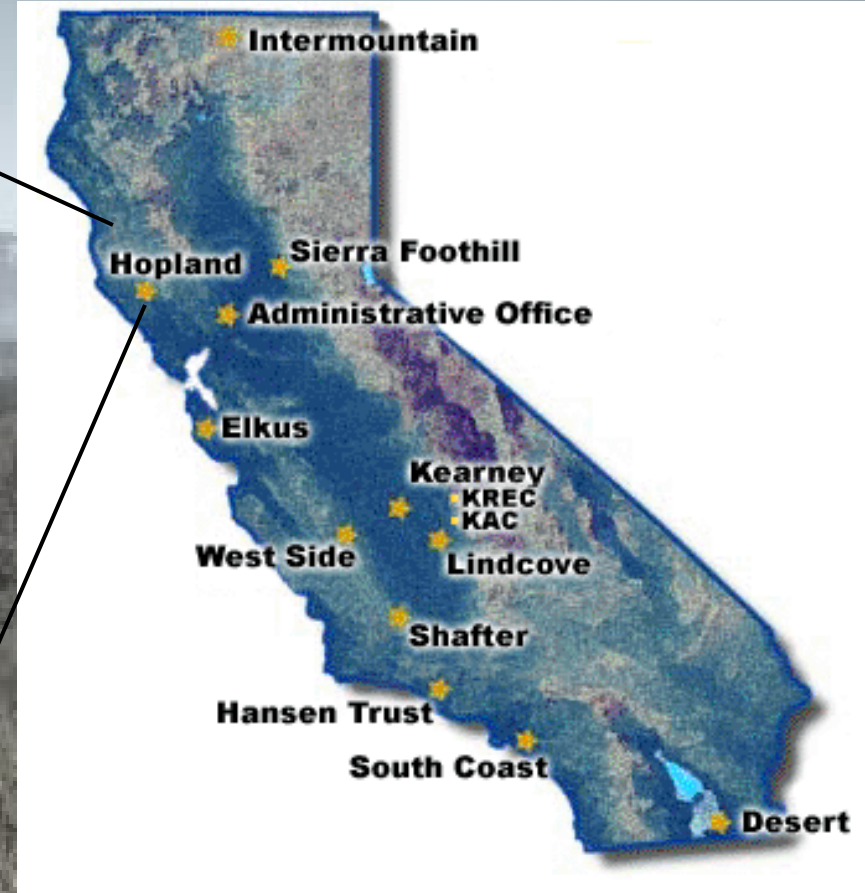 Intermountain
Sierra Foothill
Hopland
Administrative Office
Elkus
Kearney
KREC
KAC
West Side
Lindcove
Shafter
Hansen Trust
South Coast
Desert